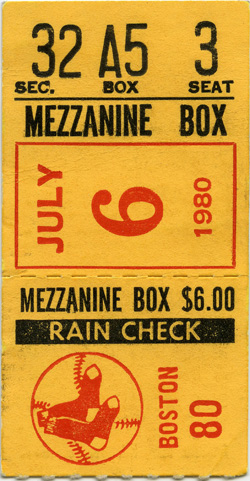 32 A5 3
SEC. BOX SEAT
MEZZANINE BOX
JULY 6 1980
MEZZANINE BOX $6.00
RAIN CHECK
BOSTON 80